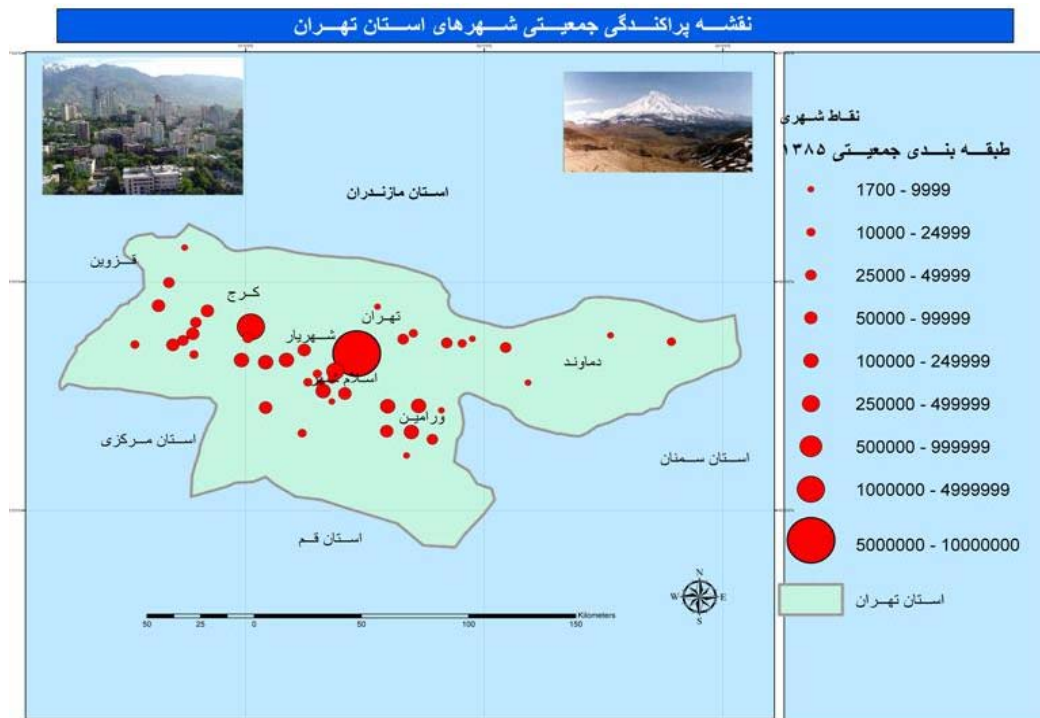 نقشه پراکندگی جمعیتی شهرهای استان تهران
نقاط شهری
طبقه بندی جمعیتی ۱۳۸۵
1700 - 9999
10000 - 24999
25000 - 49999
50000 - 99999
100000 - 249999
250000 - 499999
500000 - 999999
1000000 - 4999999
5000000 - 10000000
استان تهران
استان مازندران
قزوین
کرج
تهران
شهریار
دماوند
اسلام شهر
ورامین
استان مرکزی
استان سمنان
استان قم
N
W E
S
50 25 0 50 100 150
Kilometers